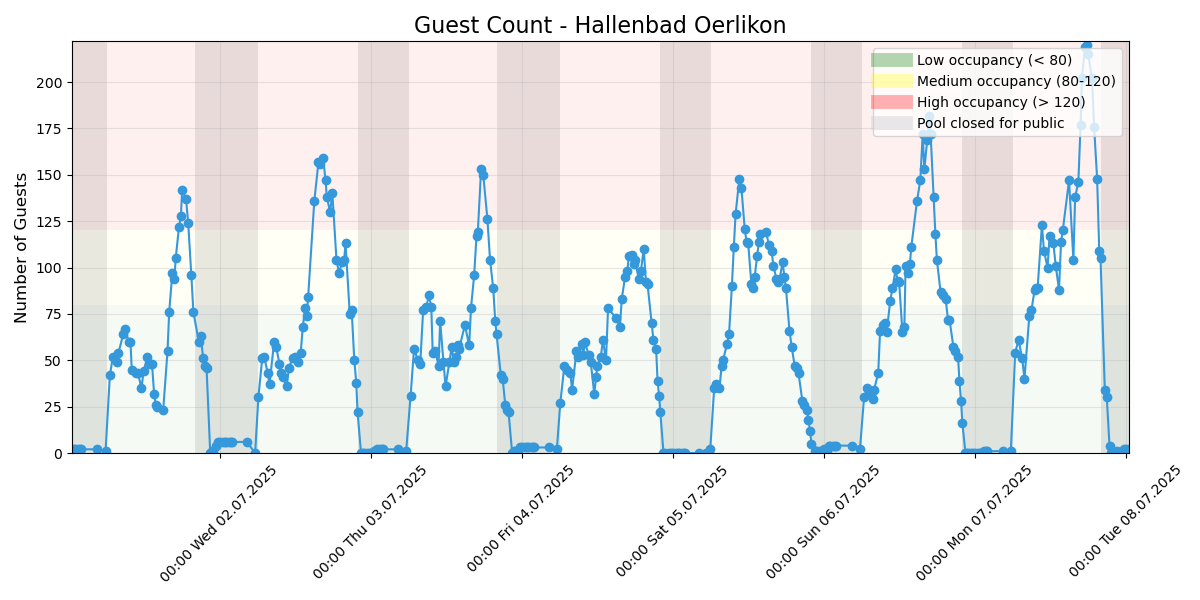 Guest Count - Hallenbad Oerlikon
Number of Guests
200
175
150
125
100
75
50
25
0
Low occupancy (< 80)
Medium occupancy (80-120)
High occupancy (> 120)
Pool closed for public
00:00 Wed 02.07.2025
00:00 Thu 03.07.2025
00:00 Fri 04.07.2025
00:00 Sat 05.07.2025
00:00 Sun 06.07.2025
00:00 Mon 07.07.2025
00:00 Tue 08.07.2025